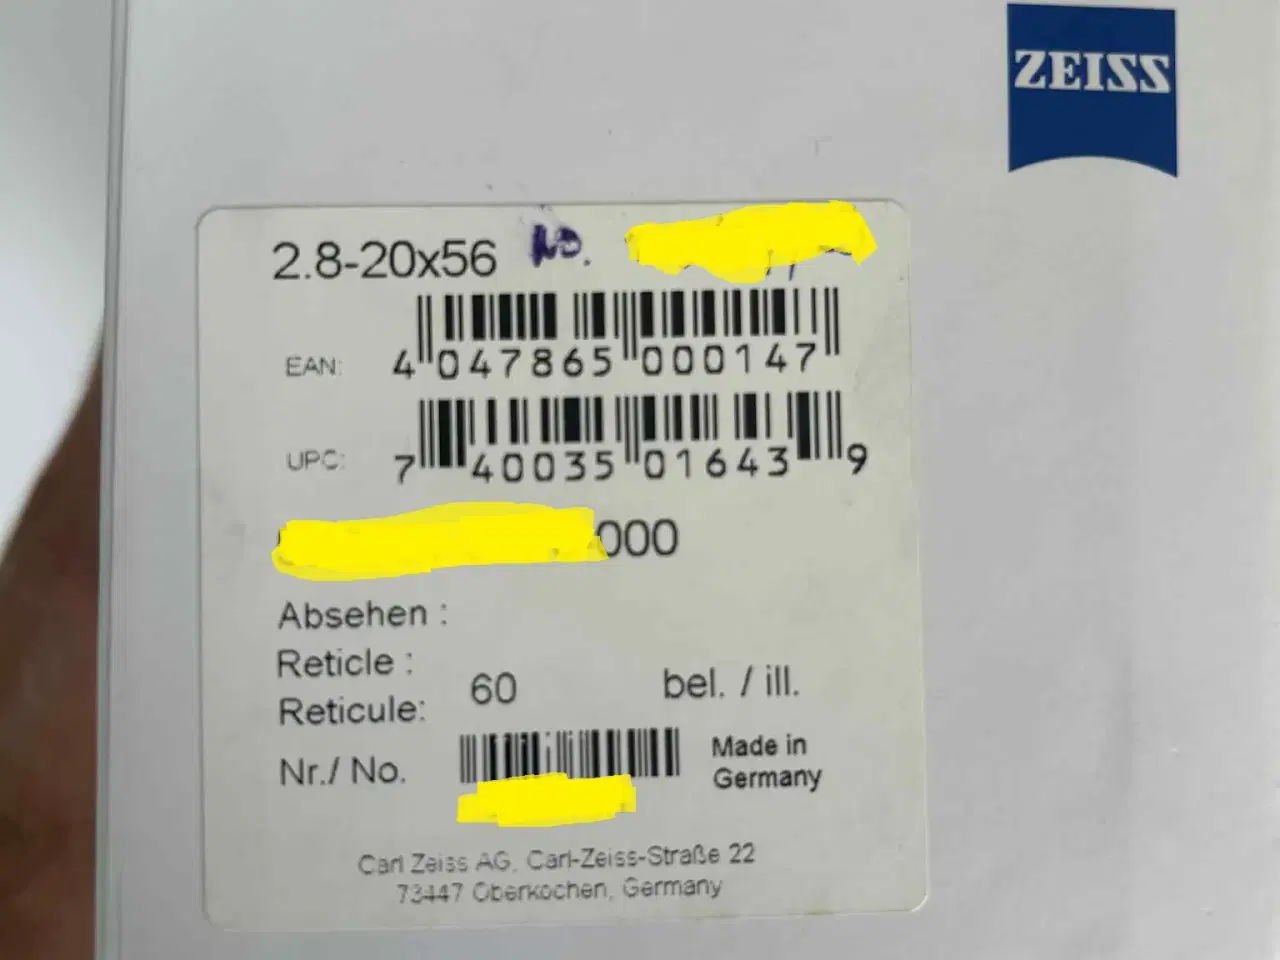 ZEISS
2.8-20x56 No.
EAN: 4 047865 000147
UPC: 7 40035 01643 9
000
Absehen :
Reticle :
Reticule: 60 bel. / ill.
Nr./ No. Made in
Germany
Carl Zeiss AG, Carl-Zeiss-Straße 22
73447 Oberkochen, Germany